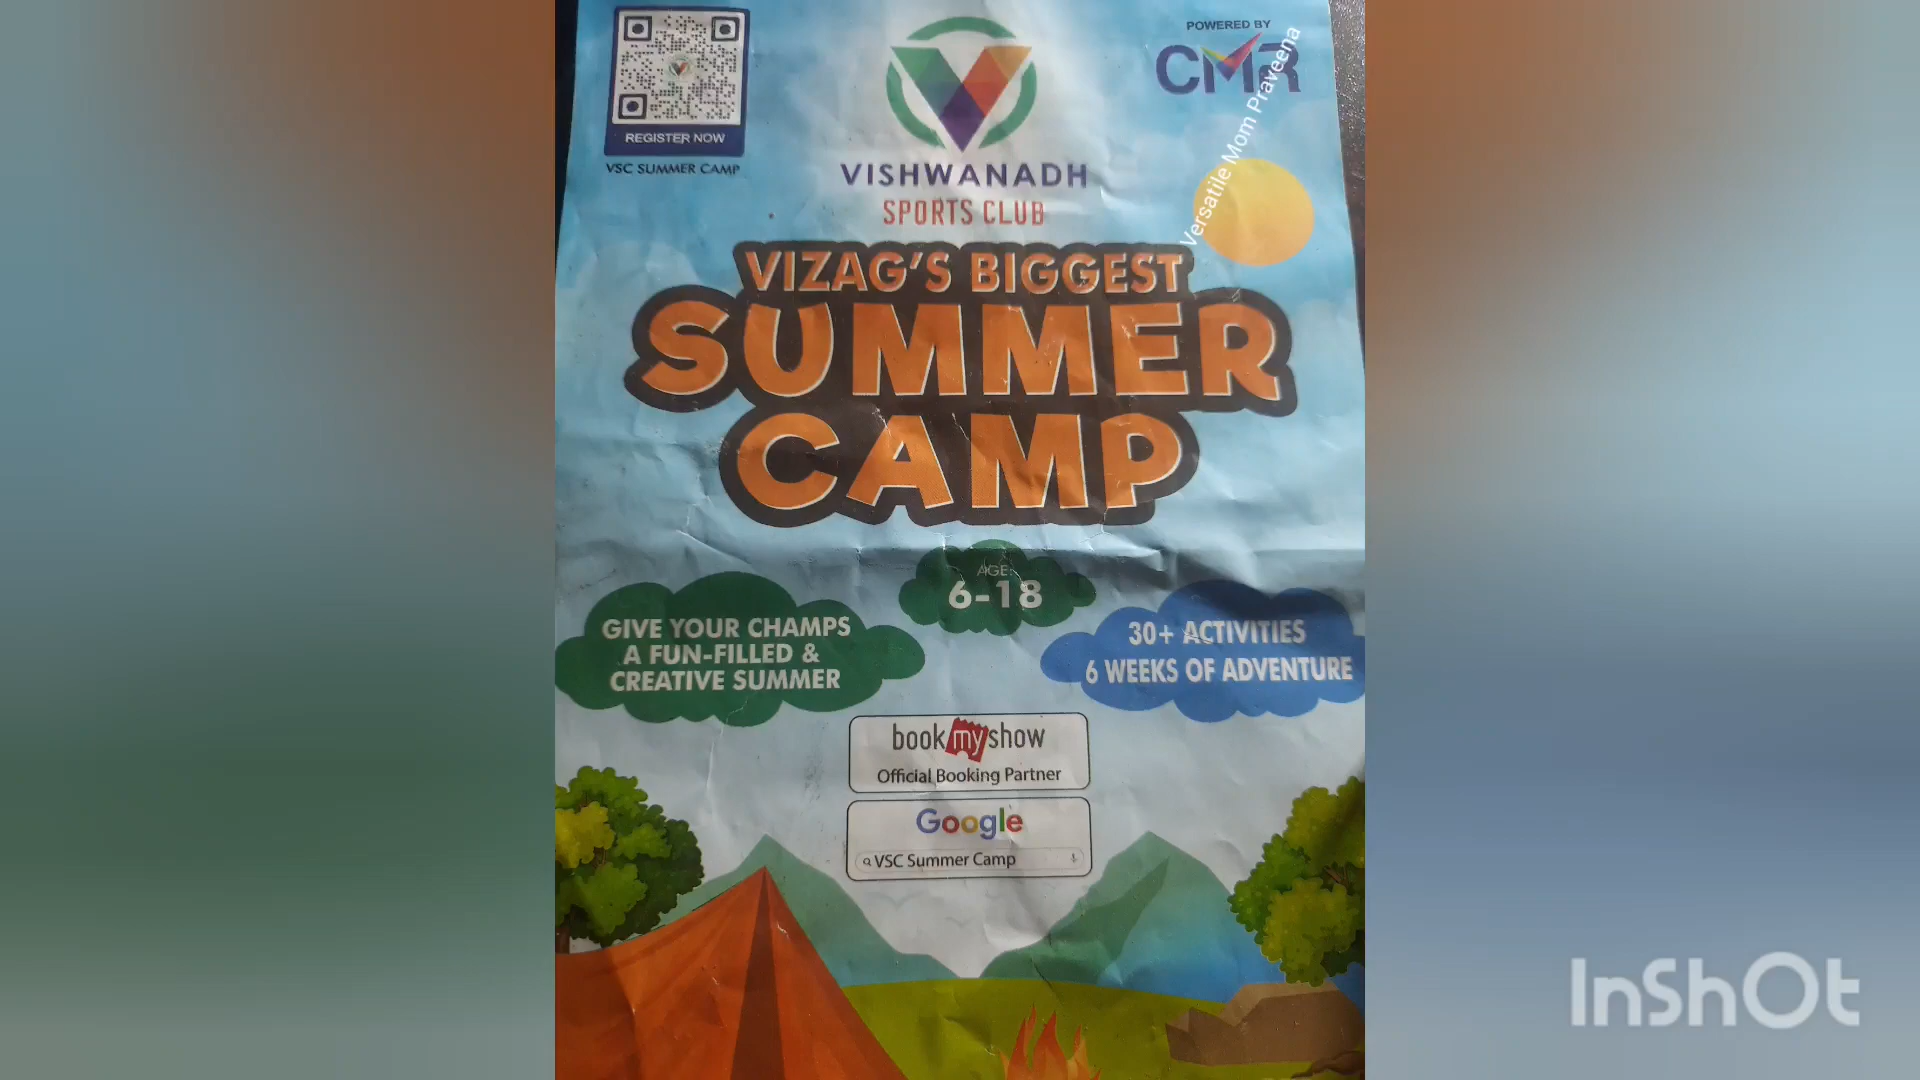 REGISTER NOW
VSC SUMMER CAMP
VISHWANADH
SPORTS CLUB
POWERED BY
CMR
Versatile Mom Praveena
VIZAG'S BIGGEST
SUMMER
CAMP
AGE:
6-18
GIVE YOUR CHAMPS
A FUN-FILLED &
CREATIVE SUMMER
30+ ACTIVITIES
6 WEEKS OF ADVENTURE
bookmyshow
Official Booking Partner
Google
VSC Summer Camp
InShOt